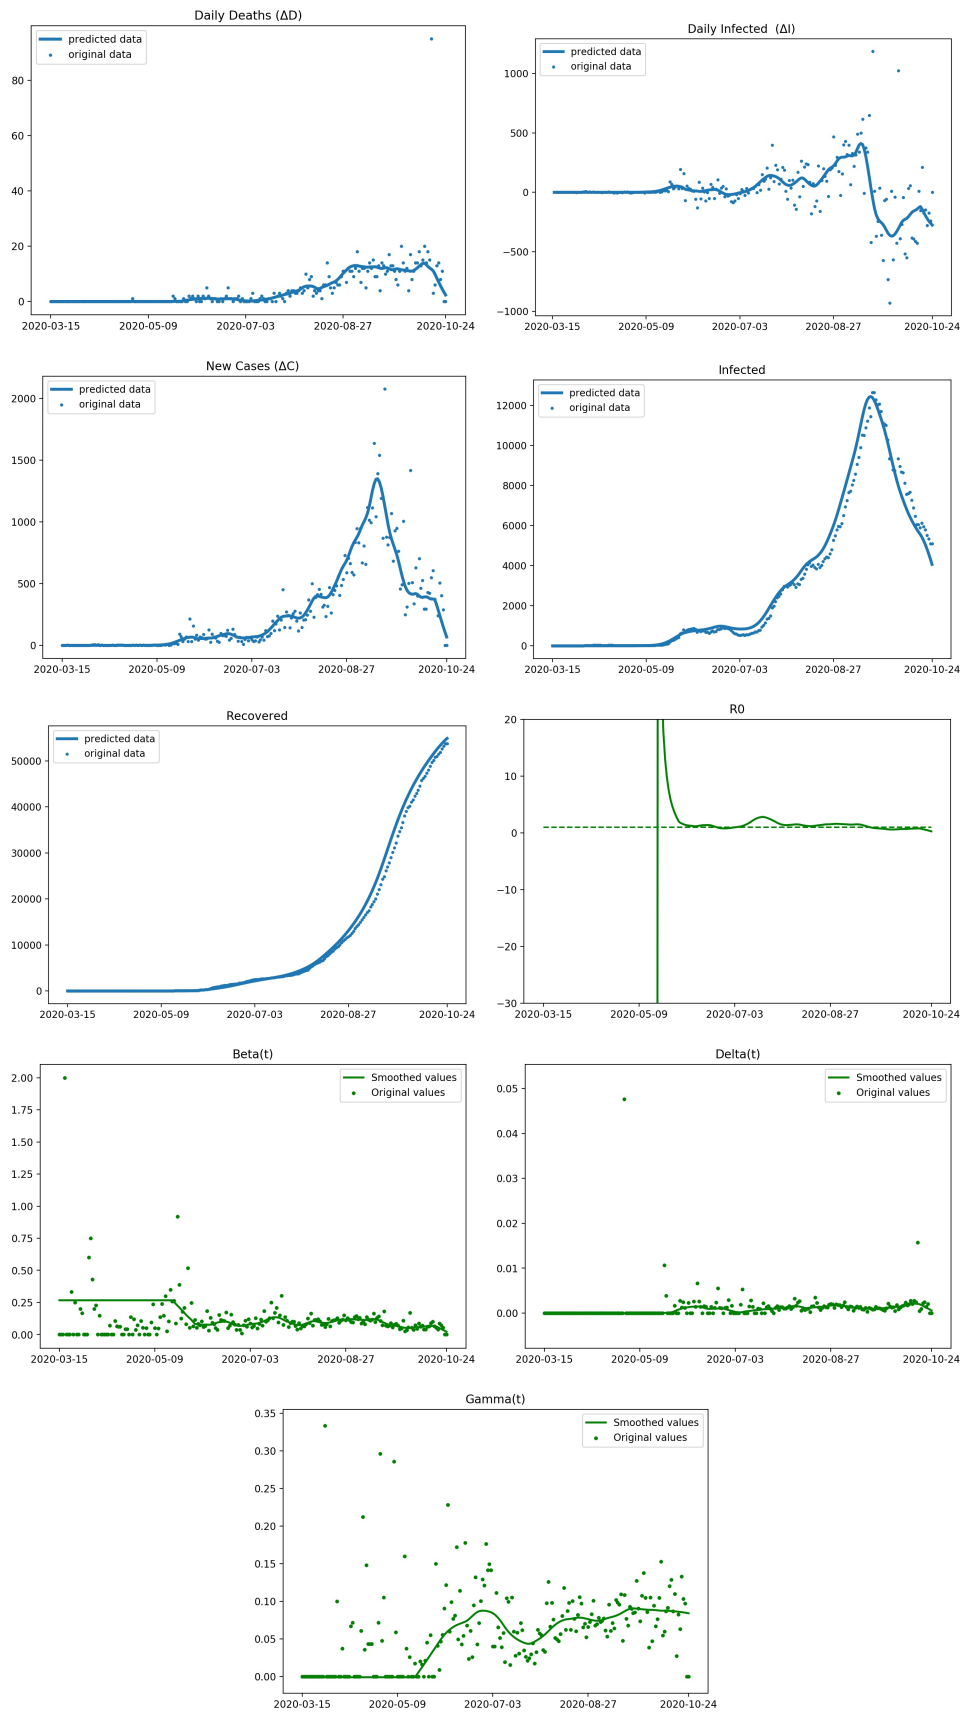 Daily Deaths (ΔD)
predicted data
original data
80
60
40
20
0
2020-03-15 2020-05-09 2020-07-03 2020-08-27 2020-10-24
Daily Infected (ΔI)
predicted data
original data
1000
500
0
−500
−1000
2020-03-15 2020-05-09 2020-07-03 2020-08-27 2020-10-24
New Cases (ΔC)
predicted data
original data
2000
1500
1000
500
0
2020-03-15 2020-05-09 2020-07-03 2020-08-27 2020-10-24
Infected
predicted data
original data
12000
10000
8000
6000
4000
2000
0
2020-03-15 2020-05-09 2020-07-03 2020-08-27 2020-10-24
Recovered
predicted data
original data
50000
40000
30000
20000
10000
0
2020-03-15 2020-05-09 2020-07-03 2020-08-27 2020-10-24
R0
20
10
0
−10
−20
−30
2020-03-15 2020-05-09 2020-07-03 2020-08-27 2020-10-24
Beta(t)
Smoothed values
Original values
2.00
1.75
1.50
1.25
1.00
0.75
0.50
0.25
0.00
2020-03-15 2020-05-09 2020-07-03 2020-08-27 2020-10-24
Delta(t)
Smoothed values
Original values
0.05
0.04
0.03
0.02
0.01
0.00
2020-03-15 2020-05-09 2020-07-03 2020-08-27 2020-10-24
Gamma(t)
Smoothed values
Original values
0.35
0.30
0.25
0.20
0.15
0.10
0.05
0.00
2020-03-15 2020-05-09 2020-07-03 2020-08-27 2020-10-24